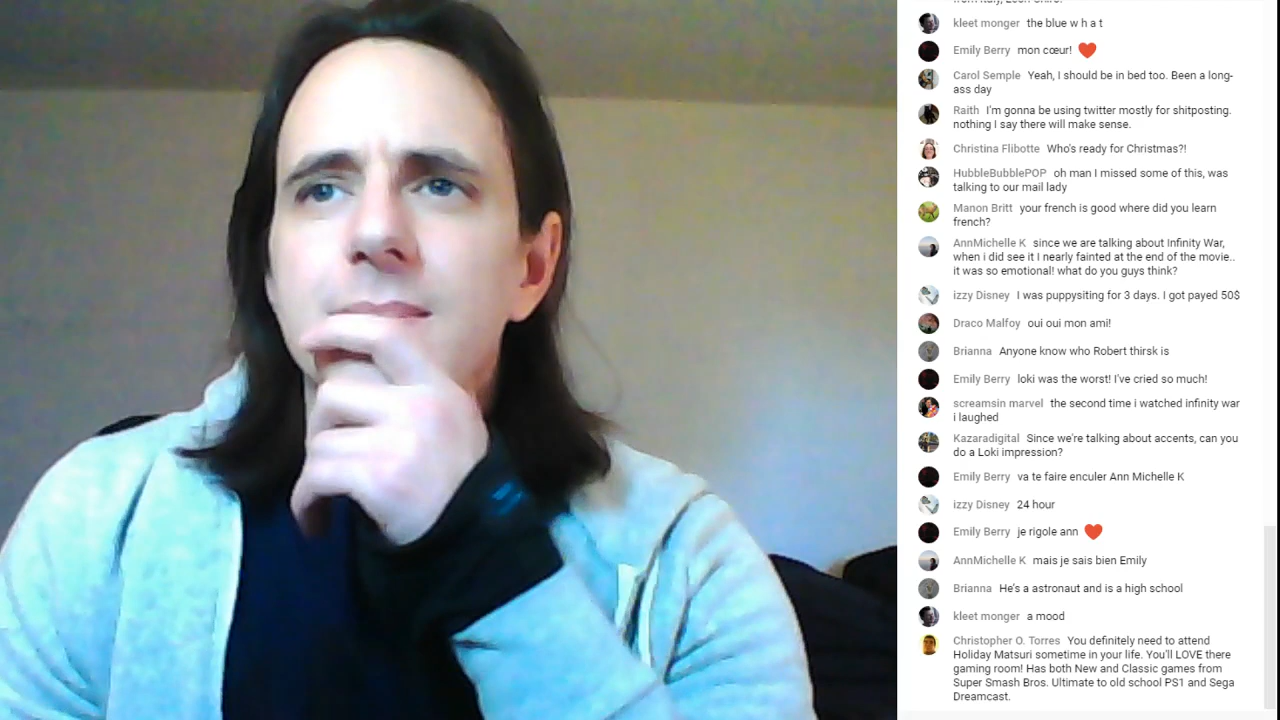 kleet monger the blue w h a t
Emily Berry mon cœur! ❤️
Carol Semple Yeah, I should be in bed too. Been a long-
ass day
Raith I'm gonna be using twitter mostly for shitposting.
nothing I say there will make sense.
Christina Flibotte Who's ready for Christmas?!
HubbleBubblePOP oh man I missed some of this, was
talking to our mail lady
Manon Britt your french is good where did you learn
french?
AnnMichelle K since we are talking about Infinity War,
when i did see it I nearly fainted at the end of the movie..
it was so emotional! what do you guys think?
izzy Disney I was puppysiting for 3 days. I got payed 50$
Draco Malfoy oui oui mon ami!
Brianna Anyone know who Robert thirsk is
Emily Berry loki was the worst! I've cried so much!
screamsin marvel the second time i watched infinity war
i laughed
Kazaradigital Since we're talking about accents, can you
do a Loki impression?
Emily Berry va te faire enculer Ann Michelle K
izzy Disney 24 hour
Emily Berry je rigole ann ❤️
AnnMichelle K mais je sais bien Emily
Brianna He's a astronaut and is a high school
kleet monger a mood
Christopher O. Torres You definitely need to attend
Holiday Matsuri sometime in your life. You'll LOVE there
gaming room! Has both New and Classic games from
Super Smash Bros. Ultimate to old school PS1 and Sega
Dreamcast.